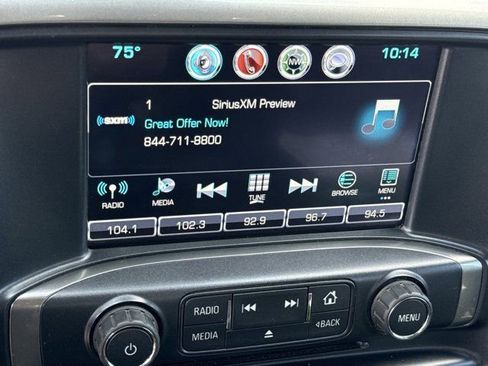 75° NW 10:14
1 SiriusXM Preview
((SXM))
Great Offer Now!
844-711-8800
RADIO MEDIA TUNE BROWSE MENU
104.1 102.3 92.9 96.7 94.5
RADIO
MEDIA BACK MENU